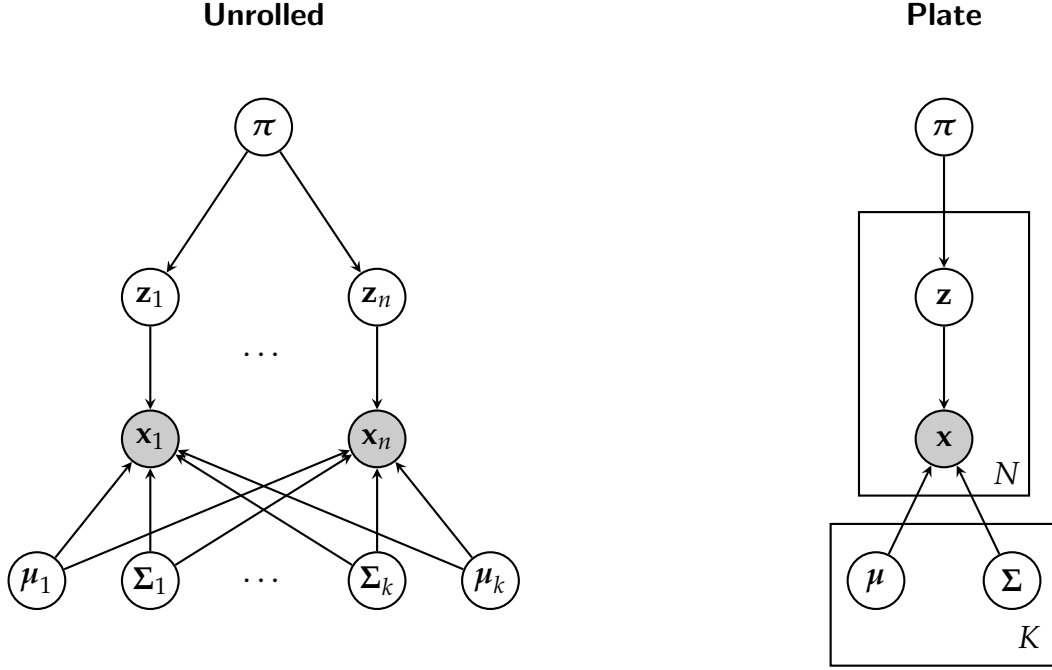 Unrolled
Plate
π
π
z₁
zₙ
z
...
x₁
xₙ
x
N
μ₁
Σ₁
...
Σₖ
μₖ
μ
Σ
K